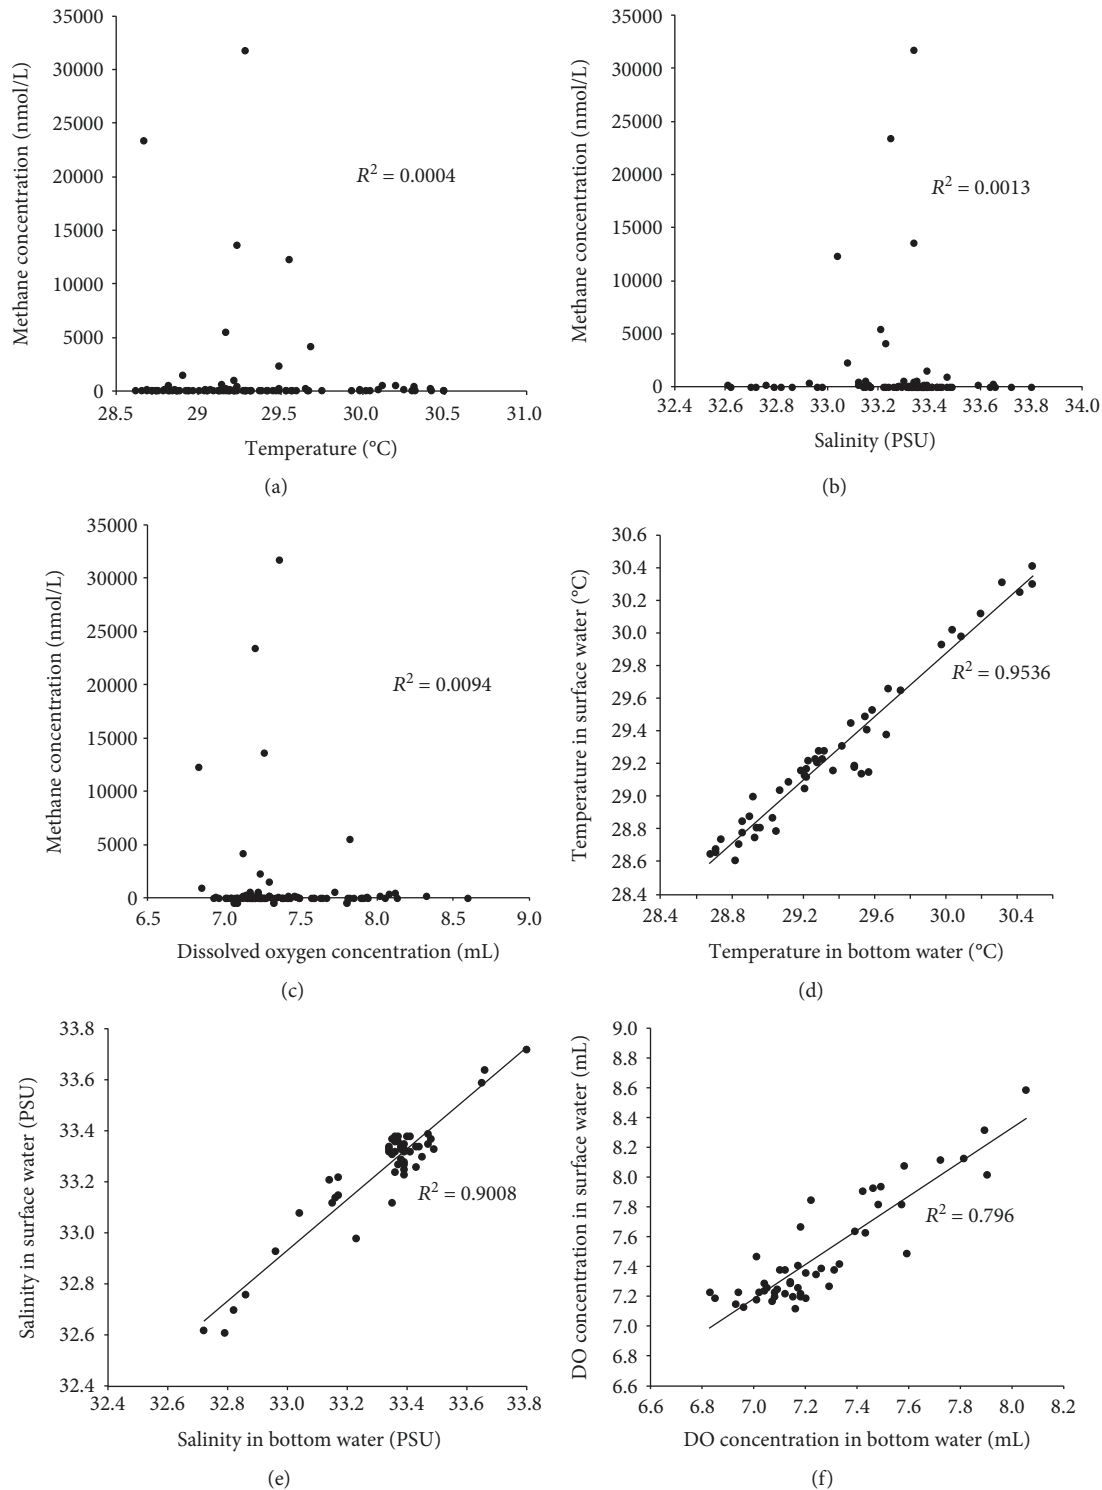 35000
30000
25000
20000
15000
10000
5000
0
Methane concentration (nmol/L)
R² = 0.0004
28.5 29 29.5 30.0 30.5 31.0
Temperature (°C)
(a)
35000
30000
25000
20000
15000
10000
5000
0
Methane concentration (nmol/L)
R² = 0.0013
32.4 32.6 32.8 33.0 33.2 33.4 33.6 33.8 34.0
Salinity (PSU)
(b)
35000
30000
25000
20000
15000
10000
5000
0
Methane concentration (nmol/L)
R² = 0.0094
6.5 7.0 7.5 8.0 8.5 9.0
Dissolved oxygen concentration (mL)
(c)
30.6
30.4
30.2
30.0
29.8
29.6
29.4
29.2
29.0
28.8
28.6
28.4
Temperature in surface water (°C)
R² = 0.9536
28.4 28.8 29.2 29.6 30.0 30.4
Temperature in bottom water (°C)
(d)
33.8
33.6
33.4
33.2
33.0
32.8
32.6
32.4
Salinity in surface water (PSU)
R² = 0.9008
32.4 32.6 32.8 33.0 33.2 33.4 33.6 33.8
Salinity in bottom water (PSU)
(e)
9.0
8.8
8.6
8.4
8.2
8.0
7.8
7.6
7.4
7.2
7.0
6.8
6.6
DO concentration in surface water (mL)
R² = 0.796
6.6 6.8 7.0 7.2 7.4 7.6 7.8 8.0 8.2
DO concentration in bottom water (mL)
(f)